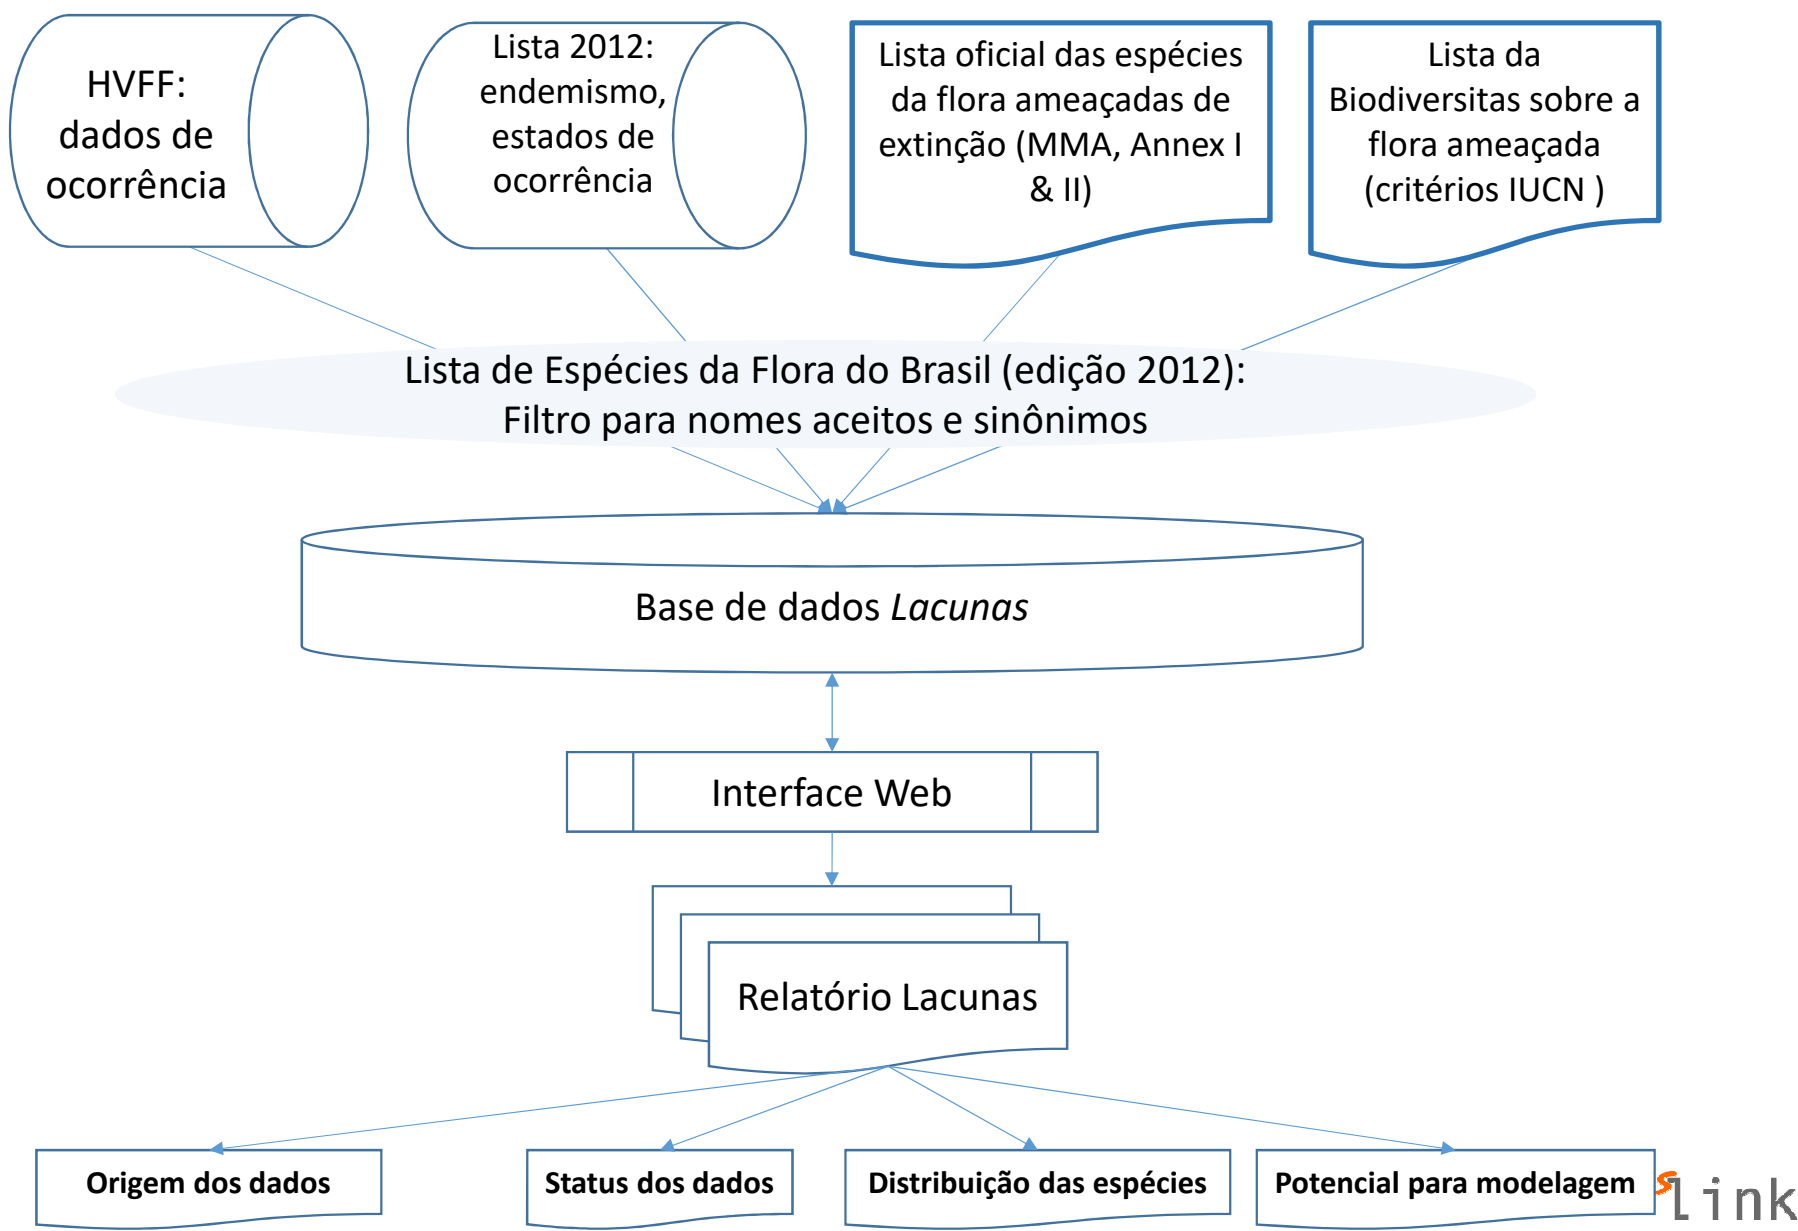 HVFF:
dados de
ocorrência
Lista 2012:
endemismo,
estados de
ocorrência
Lista oficial das espécies
da flora ameaçadas de
extinção (MMA, Annex I
& II)
Lista da
Biodiversitas sobre a
flora ameaçada
(critérios IUCN )
Lista de Espécies da Flora do Brasil (edição 2012):
Filtro para nomes aceitos e sinônimos
Base de dados Lacunas
Interface Web
Relatório Lacunas
Origem dos dados
Status dos dados
Distribuição das espécies
Potencial para modelagem
s link